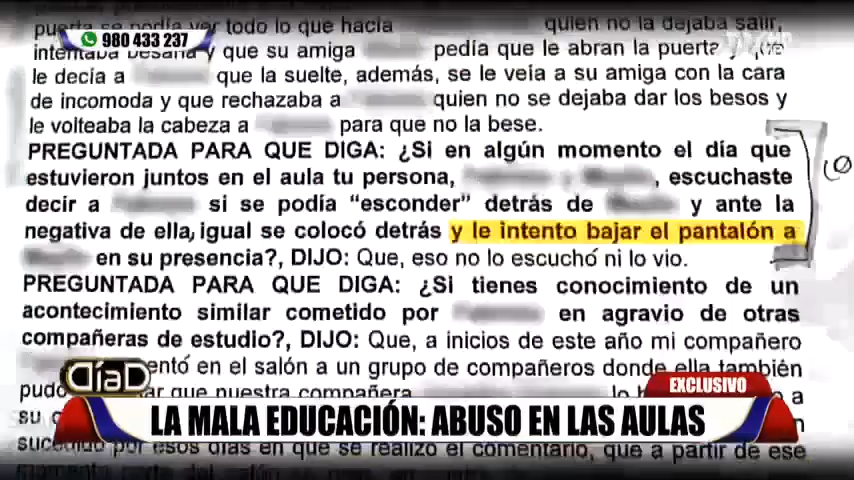 puerta se podía ver todo lo que hacía quien no la dejaba salir,
980 433 237
intentaba besarla y que su amiga pedía que le abran la puerta y que
le decía a que la suelte, además, se le veía a su amiga con la cara
de incomoda y que rechazaba a quien no se dejaba dar los besos y
le volteaba la cabeza a para que no la bese.
PREGUNTADA PARA QUE DIGA: ¿Si en algún momento el día que
estuvieron juntos en el aula tu persona, , escuchaste
decir a si se podía “esconder” detrás de y ante la
negativa de ella, igual se colocó detrás y le intento bajar el pantalón a
en su presencia?, DIJO: Que, eso no lo escuchó ni lo vio.
PREGUNTADA PARA QUE DIGA: ¿Si tienes conocimiento de un
acontecimiento similar cometido por en agravio de otras
compañeras de estudio?, DIJO: Que, a inicios de este año mi compañero
en el salón a un grupo de compañeros donde ella también
DíaD
pudo que nuestra compañera
EXCLUSIVO
LA MALA EDUCACIÓN: ABUSO EN LAS AULAS
sucedido por esos días en que se realizo el comentario, que a partir de ese